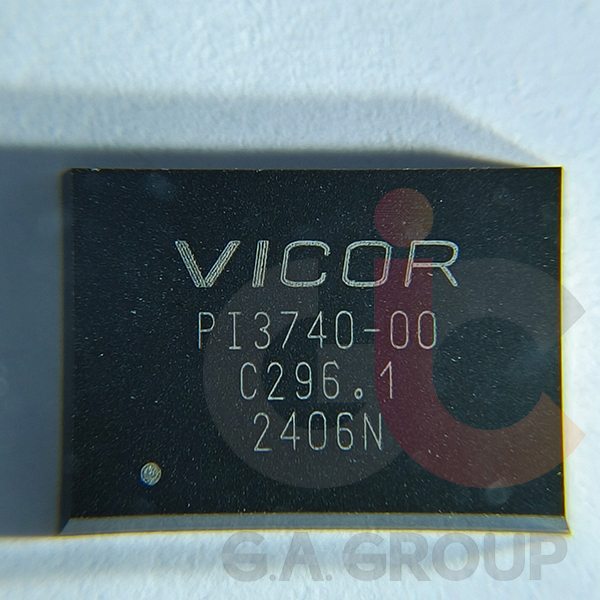 VICOR
PI3740-00
C296.1
2406N
G.A. GROUP